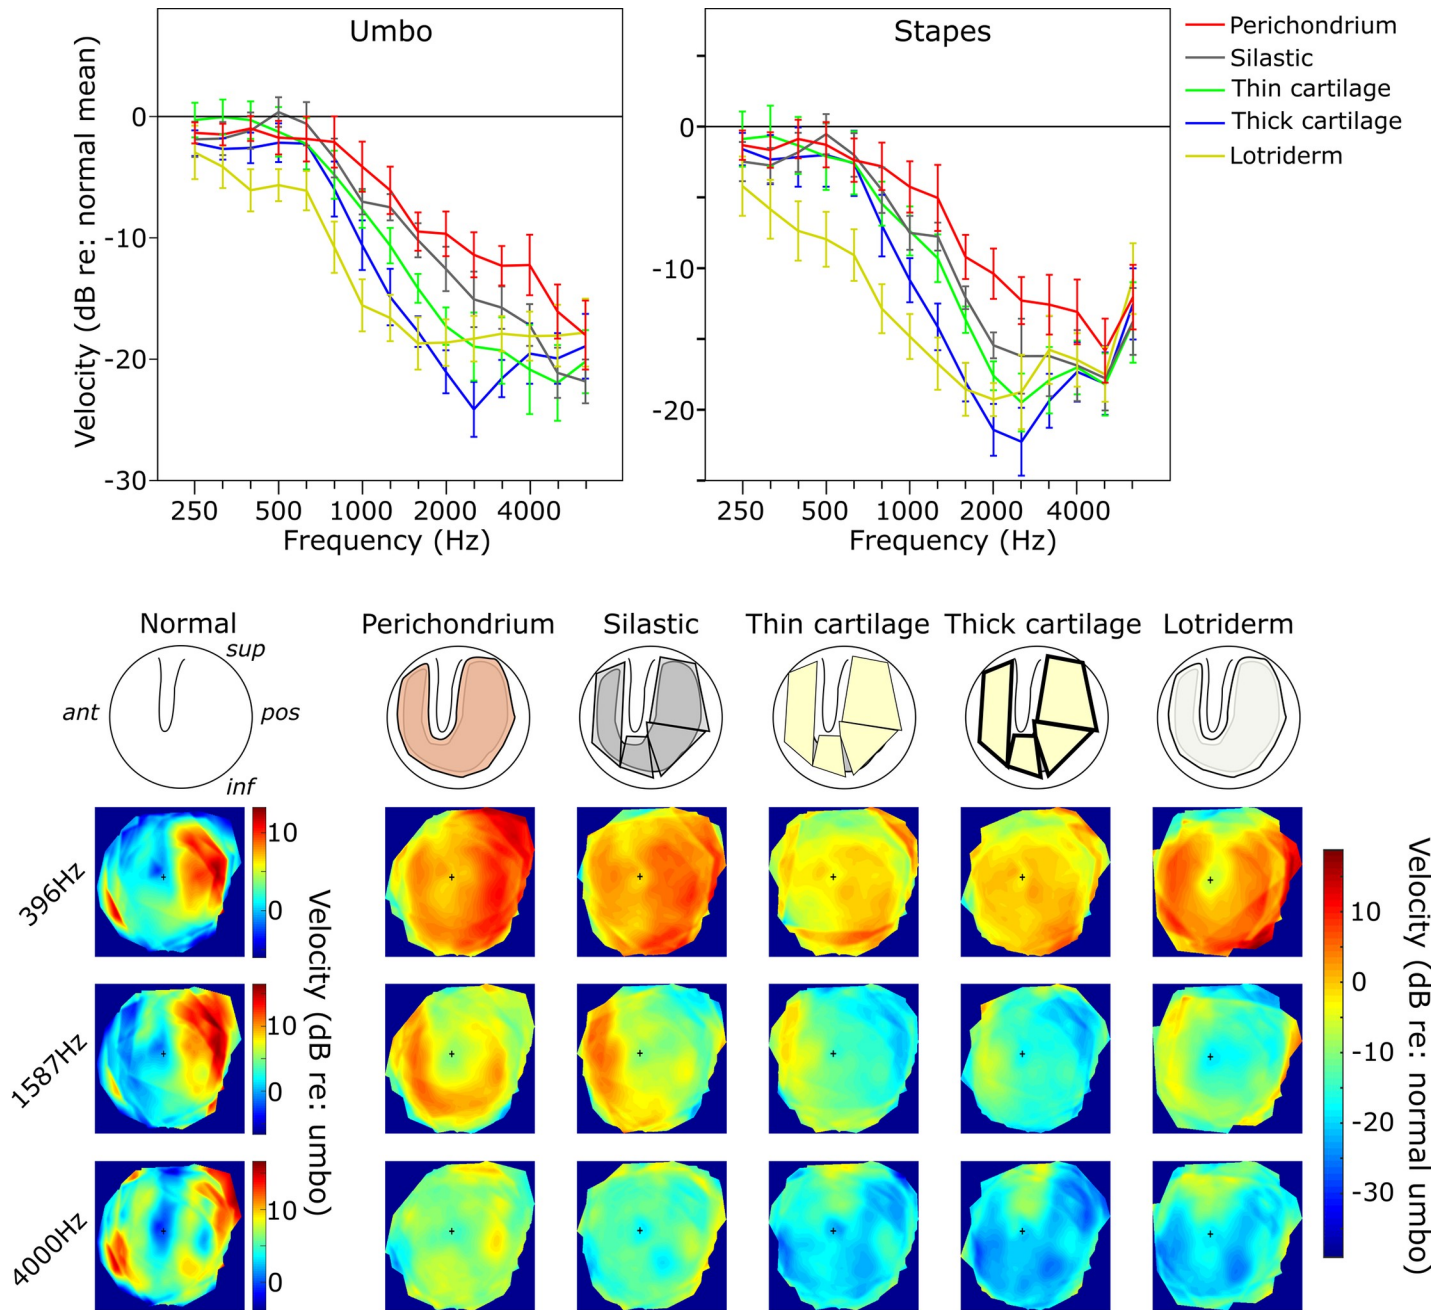 Umbo
Stapes
Perichondrium
Silastic
Thin cartilage
Thick cartilage
Lotriderm
Velocity (dB re: normal mean)
0
-10
-20
-30
0
-10
-20
250 500 1000 2000 4000
Frequency (Hz)
250 500 1000 2000 4000
Frequency (Hz)
Normal Perichondrium Silastic Thin cartilage Thick cartilage Lotriderm
sup
ant
pos
inf
396Hz
10
0
1587Hz
10
0
4000Hz
10
0
Velocity (dB re: umbo)
10
0
-10
-20
-30
Velocity (dB re: normal umbo)